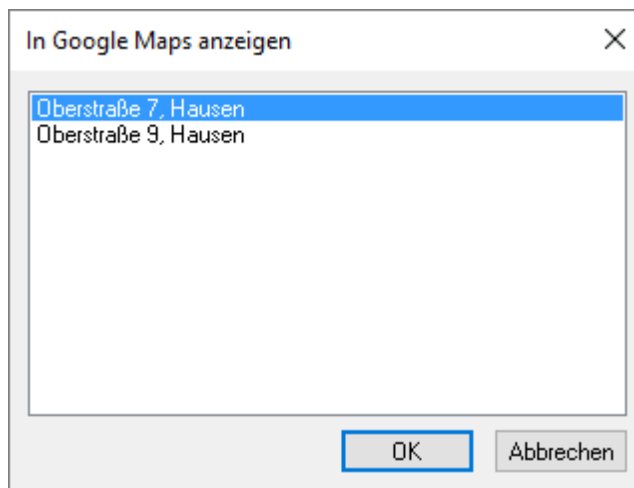 In Google Maps anzeigen
Oberstraße 7, Hausen
Oberstraße 9, Hausen
OK
Abbrechen